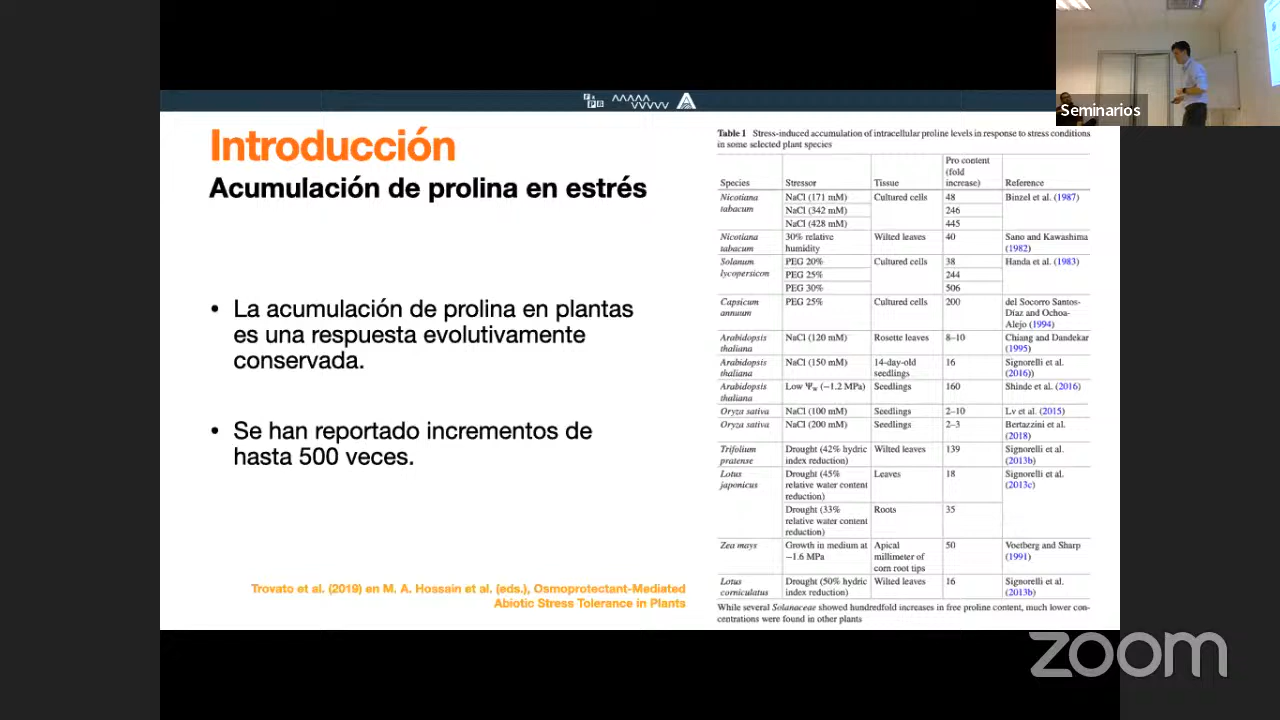 Seminarios
Introducción
Acumulación de prolina en estrés
• La acumulación de prolina en plantas
es una respuesta evolutivamente
conservada.
• Se han reportado incrementos de
hasta 500 veces.
Trovato et al. (2019) en M. A. Hossain et al. (eds.), Osmoprotectant-Mediated
Abiotic Stress Tolerance in Plants
Table 1 Stress-induced accumulation of intracellular proline levels in response to stress conditions
in some selected plant species
Pro content
(fold
Species Stressor Tissue increase) Reference
Nicotiana NaCl (171 mM) Cultured cells 48 Binzel et al. (1987)
tabacum NaCl (342 mM) 246
NaCl (428 mM) 445
Nicotiana 30% relative Wilted leaves 40 Sano and Kawashima
tabacum humidity (1982)
Solanum PEG 20% Cultured cells 38 Handa et al. (1983)
lycopersicon PEG 25% 244
PEG 30% 506
Capsicum PEG 25% Cultured cells 200 del Socorro Santos-
annuum Díaz and Ochoa-
Alejo (1994)
Arabidopsis NaCl (120 mM) Rosette leaves 8–10 Chiang and Dandekar
thaliana (1995)
Arabidopsis NaCl (150 mM) 14-day-old 16 Signorelli et al.
thaliana seedlings (2016))
Arabidopsis Low Ψw (−1.2 MPa) Seedlings 160 Shinde et al. (2016)
thaliana
Oryza sativa NaCl (100 mM) Seedlings 2–10 Lv et al. (2015)
Oryza sativa NaCl (200 mM) Seedlings 2–3 Bertazzini et al.
(2018)
Trifolium Drought (42% hydric Wilted leaves 139 Signorelli et al.
pratense index reduction) (2013b)
Lotus Drought (45% Leaves 18 Signorelli et al.
japonicus relative water content (2013c)
reduction)
Drought (33% Roots 35
relative water content
reduction)
Zea mays Growth in medium at Apical 50 Voetberg and Sharp
−1.6 MPa millimeter of (1991)
corn root tips
Lotus Drought (50% hydric Wilted leaves 16 Signorelli et al.
corniculatus index reduction) (2013b)
While several Solanaceae showed hundredfold increases in free proline content, much lower con-
centrations were found in other plants
zoom